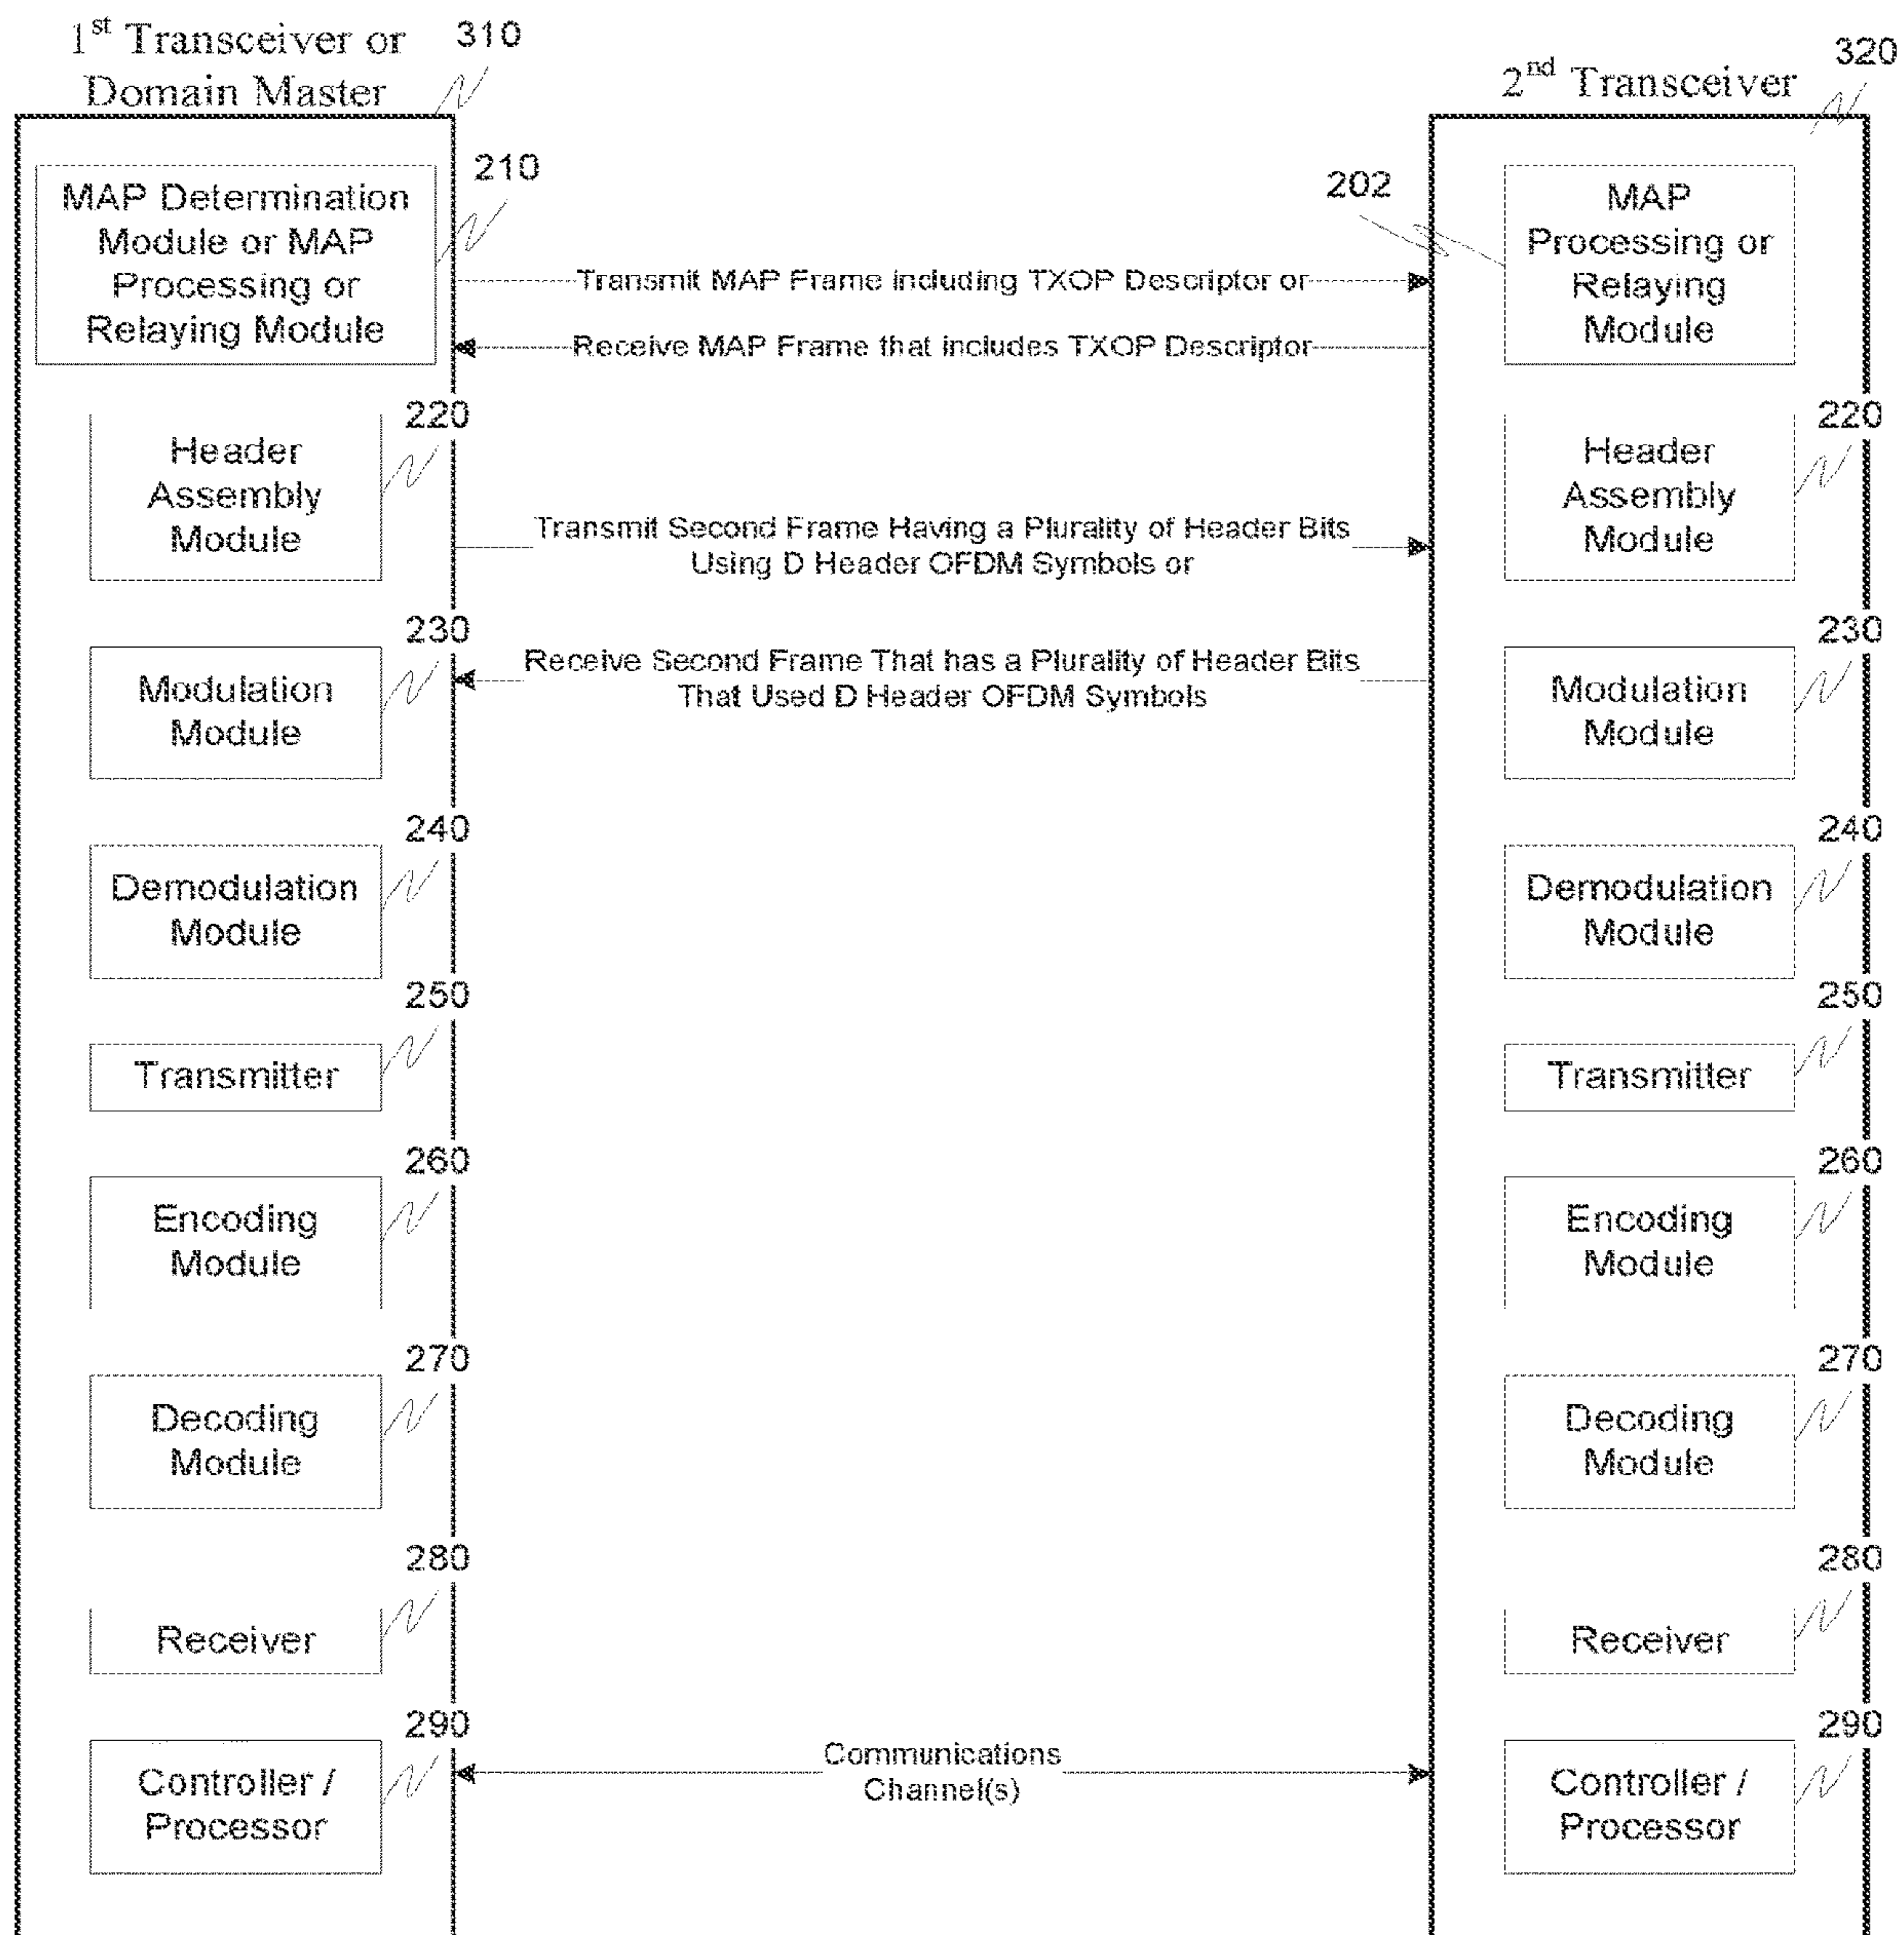 1st Transceiver or
Domain Master
310
2nd Transceiver
320
MAP Determination
Module or MAP
Processing or
Relaying Module
210
Transmit MAP Frame including TXOP Descriptor or
Receive MAP Frame that includes TXOP Descriptor
202
MAP
Processing or
Relaying
Module
220
Header
Assembly
Module
Transmit Second Frame Having a Plurality of Header Bits
Using D Header OFDM Symbols or
220
Header
Assembly
Module
230
Modulation
Module
Receive Second Frame That has a Plurality of Header Bits
That Used D Header OFDM Symbols
230
Modulation
Module
240
Demodulation
Module
240
Demodulation
Module
250
Transmitter
250
Transmitter
260
Encoding
Module
260
Encoding
Module
270
Decoding
Module
270
Decoding
Module
280
Receiver
280
Receiver
290
Controller /
Processor
Communications
Channel(s)
290
Controller /
Processor